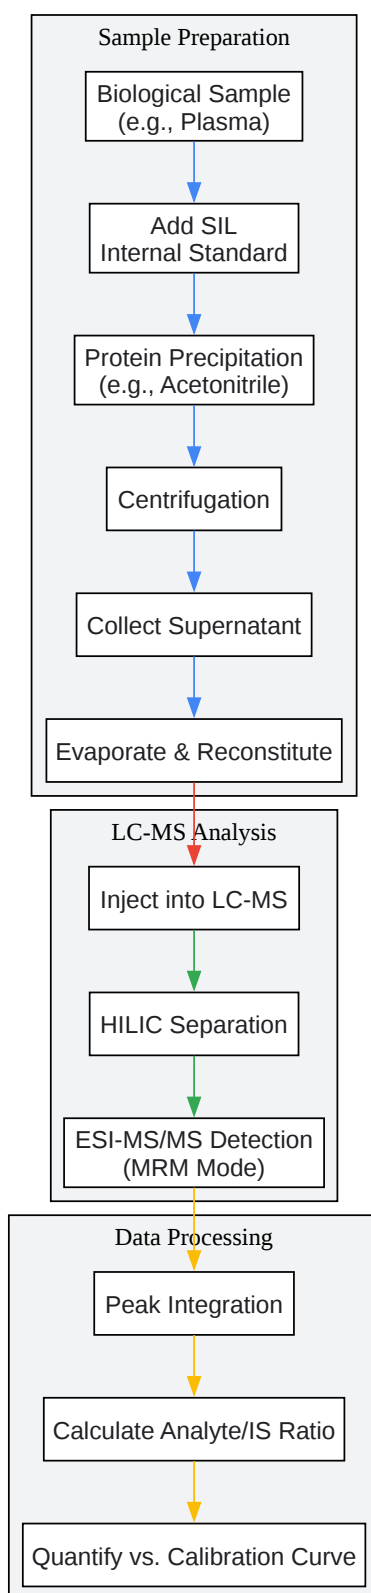 Sample Preparation
Biological Sample
(e.g., Plasma)
Add SIL
Internal Standard
Protein Precipitation
(e.g., Acetonitrile)
Centrifugation
Collect Supernatant
Evaporate & Reconstitute
LC-MS Analysis
Inject into LC-MS
HILIC Separation
ESI-MS/MS Detection
(MRM Mode)
Data Processing
Peak Integration
Calculate Analyte/IS Ratio
Quantify vs. Calibration Curve